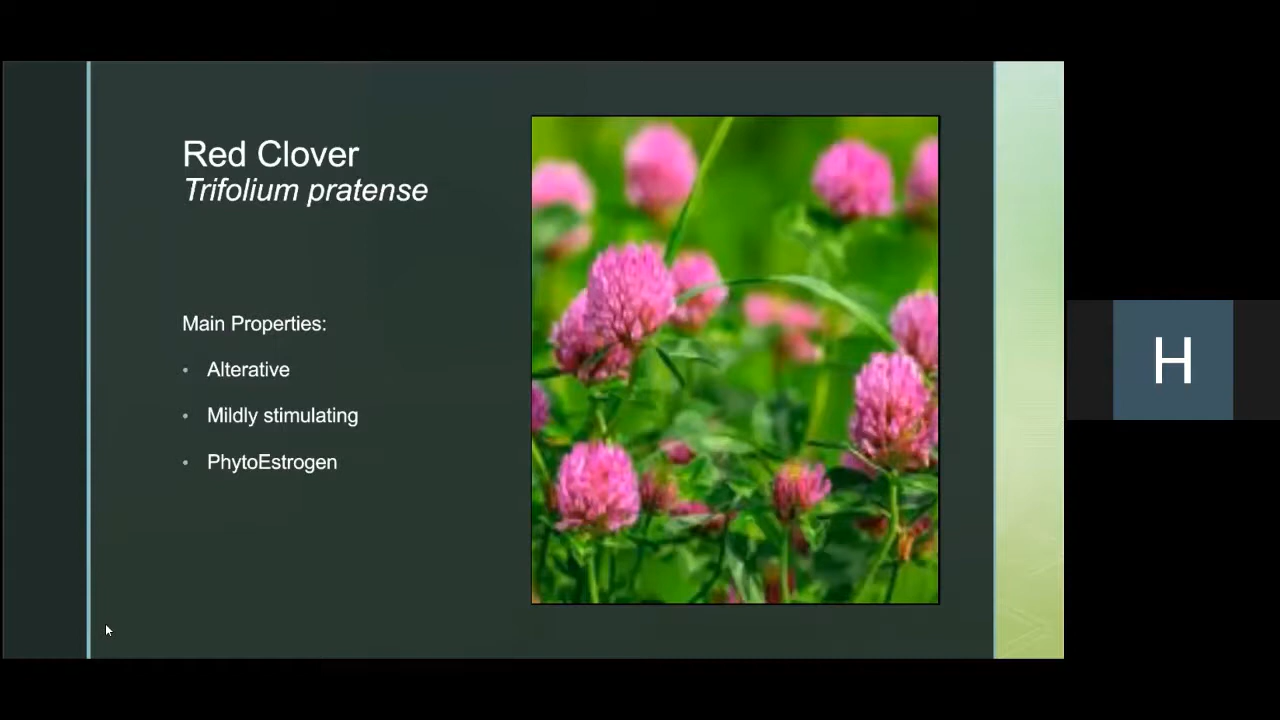 Red Clover
Trifolium pratense
Main Properties:
• Alterative
• Mildly stimulating
• PhytoEstrogen
H